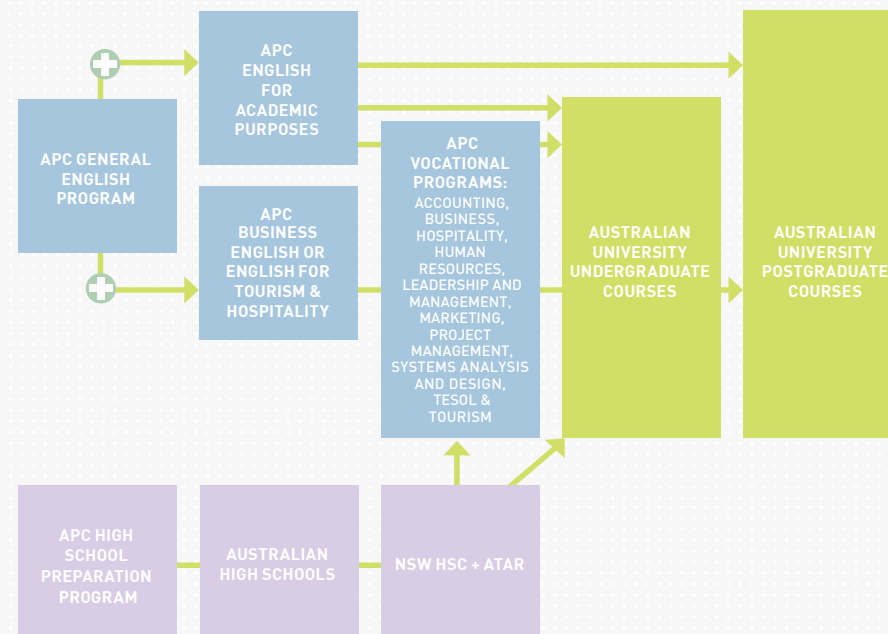 APC GENERAL
ENGLISH
PROGRAM
APC
ENGLISH
FOR
ACADEMIC
PURPOSES
APC
BUSINESS
ENGLISH OR
ENGLISH FOR
TOURISM &
HOSPITALITY
APC
VOCATIONAL
PROGRAMS:
ACCOUNTING,
BUSINESS,
HOSPITALITY,
HUMAN
RESOURCES,
LEADERSHIP AND
MANAGEMENT,
MARKETING,
PROJECT
MANAGEMENT,
SYSTEMS ANALYSIS
AND DESIGN,
TESOL &
TOURISM
AUSTRALIAN
UNIVERSITY
UNDERGRADUATE
COURSES
AUSTRALIAN
UNIVERSITY
POSTGRADUATE
COURSES
APC HIGH
SCHOOL
PREPARATION
PROGRAM
AUSTRALIAN
HIGH SCHOOLS
NSW HSC + ATAR